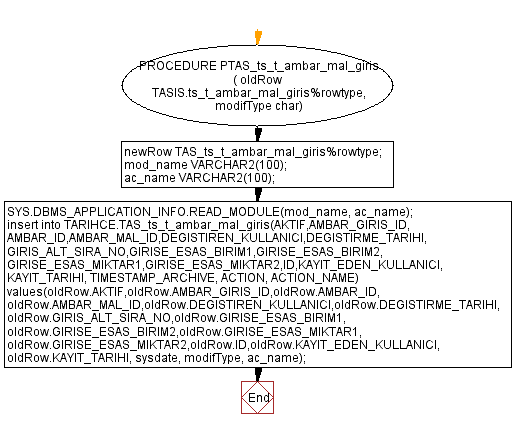 PROCEDURE PTAS_ts_t_ambar_mal_giris
( oldRow
TASIS.ts_t_ambar_mal_giris%rowtype,
modifType char)
newRow TAS_ts_t_ambar_mal_giris%rowtype;
mod_name VARCHAR2(100);
ac_name VARCHAR2(100);
SYS.DBMS_APPLICATION_INFO.READ_MODULE(mod_name, ac_name);
insert into TARIHCE.TAS_ts_t_ambar_mal_giris(AKTIF,AMBAR_GIRIS_ID,
AMBAR_ID,AMBAR_MAL_ID,DEGISTIREN_KULLANICI,DEGISTIRME_TARIHI,
GIRIS_ALT_SIRA_NO,GIRISE_ESAS_BIRIM1,GIRISE_ESAS_BIRIM2,
GIRISE_ESAS_MIKTAR1,GIRISE_ESAS_MIKTAR2,ID,KAYIT_EDEN_KULLANICI,
KAYIT_TARIHI, TIMESTAMP_ARCHIVE, ACTION, ACTION_NAME)
values(oldRow.AKTIF,oldRow.AMBAR_GIRIS_ID,oldRow.AMBAR_ID,
oldRow.AMBAR_MAL_ID,oldRow.DEGISTIREN_KULLANICI,oldRow.DEGISTIRME_TARIHI,
oldRow.GIRIS_ALT_SIRA_NO,oldRow.GIRISE_ESAS_BIRIM1,
oldRow.GIRISE_ESAS_BIRIM2,oldRow.GIRISE_ESAS_MIKTAR1,
oldRow.GIRISE_ESAS_MIKTAR2,oldRow.ID,oldRow.KAYIT_EDEN_KULLANICI,
oldRow.KAYIT_TARIHI, sysdate, modifType, ac_name);
End